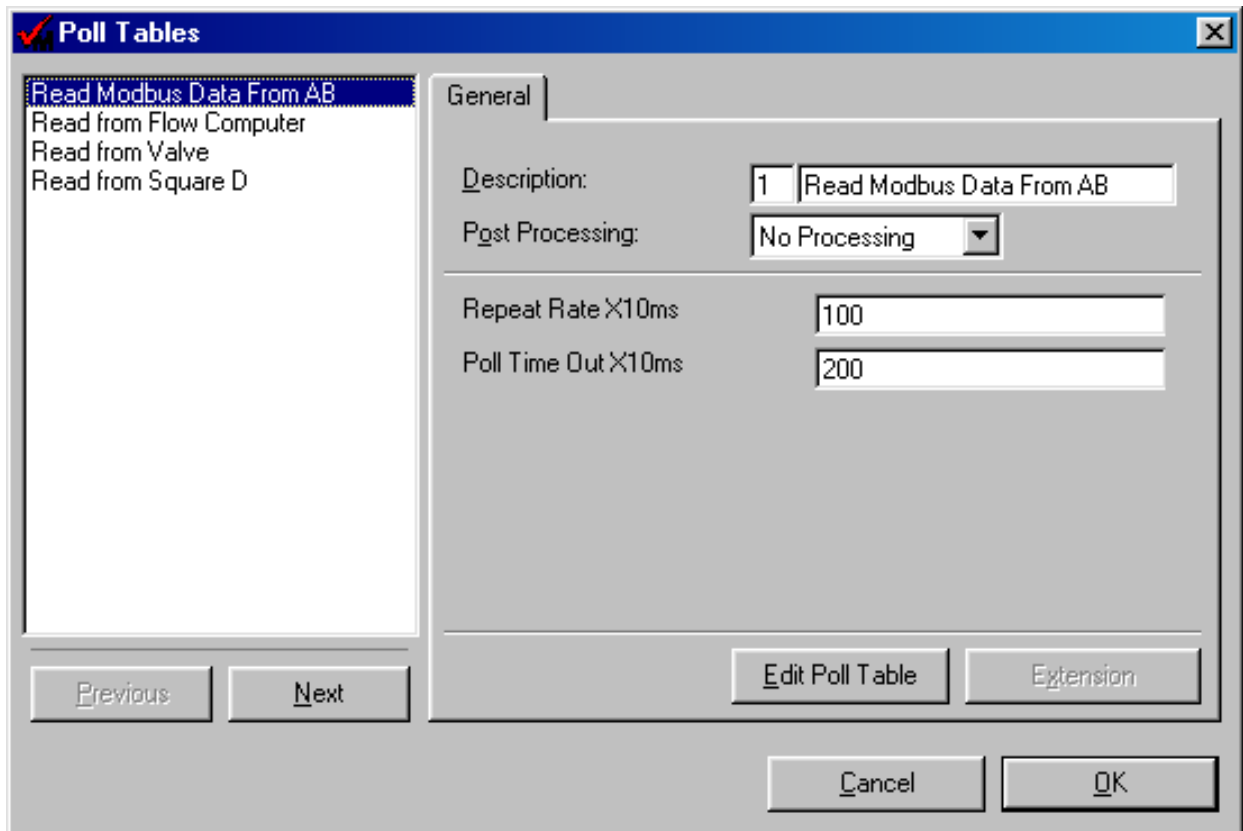 Poll Tables
Read Modbus Data From AB
Read from Flow Computer
Read from Valve
Read from Square D
Previous
Next
General
Description:
1
Read Modbus Data From AB
Post Processing:
No Processing
Repeat Rate X10ms
100
Poll Time Out X10ms
200
Edit Poll Table
Extension
Cancel
OK